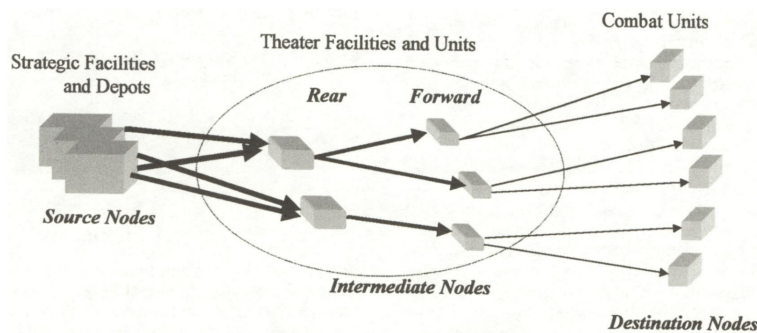 Combat Units
Theater Facilities and Units
Strategic Facilities
and Depots
Rear
Forward
Source Nodes
Intermediate Nodes
Destination Nodes